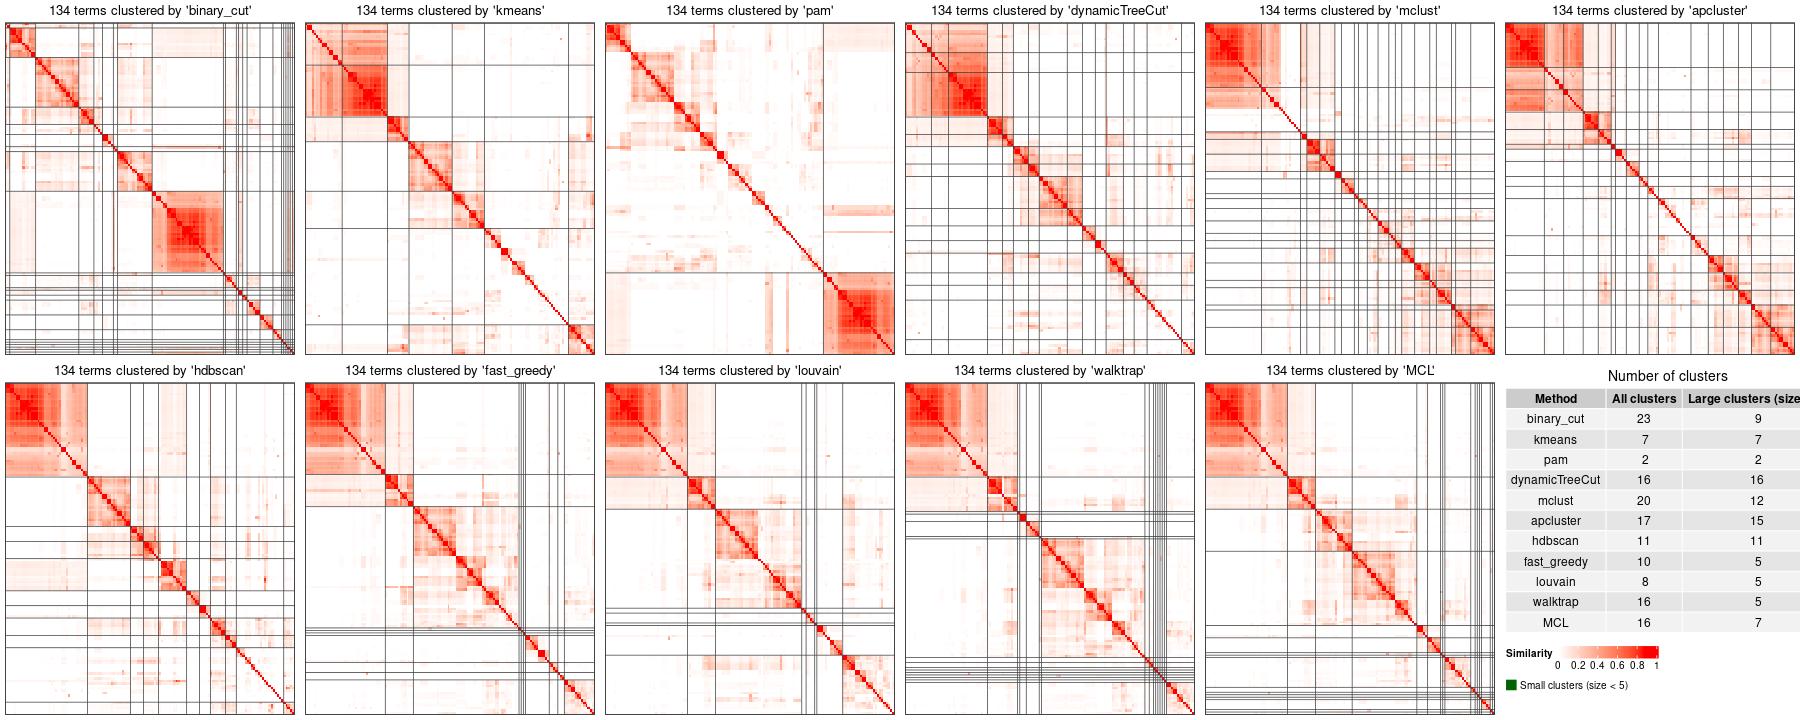 134 terms clustered by 'binary_cut'
134 terms clustered by 'kmeans'
134 terms clustered by 'pam'
134 terms clustered by 'dynamicTreeCut'
134 terms clustered by 'mclust'
134 terms clustered by 'apcluster'
134 terms clustered by 'hdbscan'
134 terms clustered by 'fast_greedy'
134 terms clustered by 'louvain'
134 terms clustered by 'walktrap'
134 terms clustered by 'MCL'
Number of clusters
Method All clusters Large clusters (size
binary_cut 23 9
kmeans 7 7
pam 2 2
dynamicTreeCut 16 16
mclust 20 12
apcluster 17 15
hdbscan 11 11
fast_greedy 10 5
louvain 8 5
walktrap 16 5
MCL 16 7
Similarity
0 0.2 0.4 0.6 0.8 1
Small clusters (size < 5)